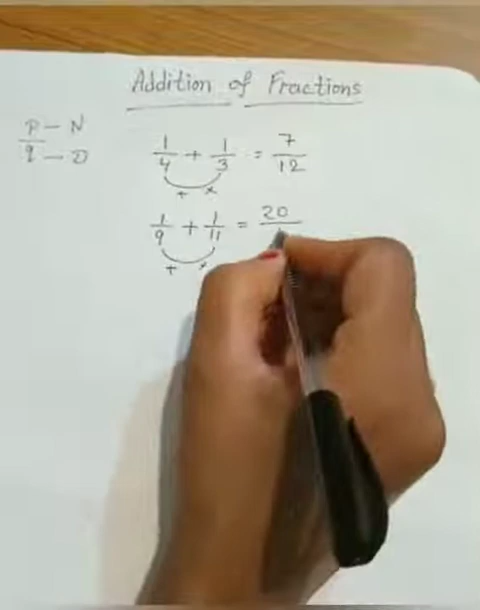 Addition of Fractions
P — N
q — D
1/4 + 1/3 = 7/12
+ ×
1/9 + 1/11 = 20/
+ ×